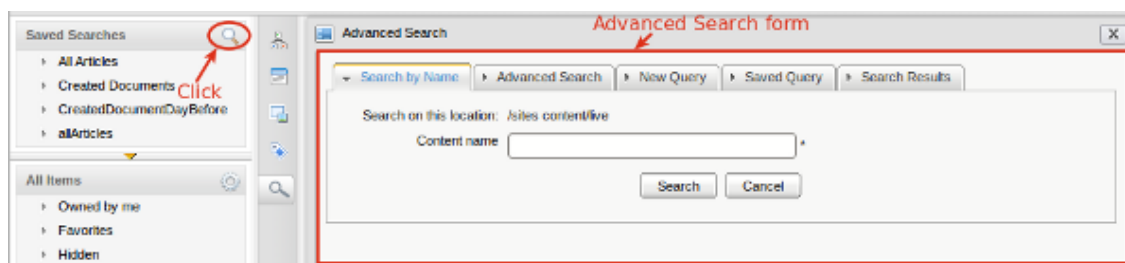 Advanced Search form
Saved Searches
All Articles
Created Documents
CreatedDocumentDayBefore
allArticles
Click
All Items
Owned by me
Favorites
Hidden
Advanced Search
X
Search by Name
Advanced Search
New Query
Saved Query
Search Results
Search on this location: /sites content/live
Content name
*
Search
Cancel